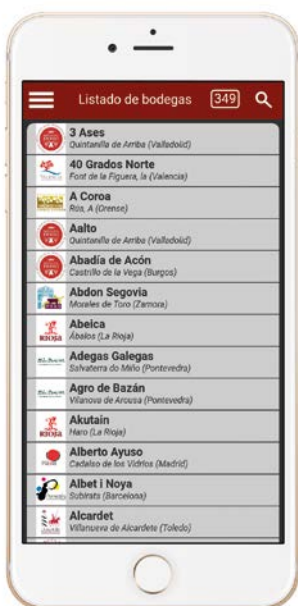 Listado de bodegas 349
3 Ases
Quintanilla de Arriba (Valladolid)
40 Grados Norte
Font de la Figuera, la (Valencia)
A Coroa
Rúa, A (Orense)
Aalto
Quintanilla de Arriba (Valladolid)
Abadía de Acón
Castrillo de la Vega (Burgos)
Abdon Segovia
Morales de Toro (Zamora)
Abeica
RIOJA
Ábalos (La Rioja)
Adegas Galegas
Salvaterra do Miño (Pontevedra)
Agro de Bazán
Vilanova de Arousa (Pontevedra)
Akutain
RIOJA
Haro (La Rioja)
Alberto Ayuso
Cadalso de los Vidrios (Madrid)
Albet i Noya
Subirats (Barcelona)
Alcardet
Villanueva de Alcardete (Toledo)